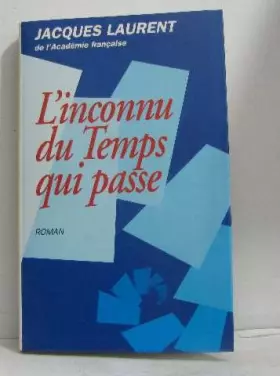 JACQUES LAURENT
de l'Académie française
L'inconnu
du Temps
qui passe
ROMAN